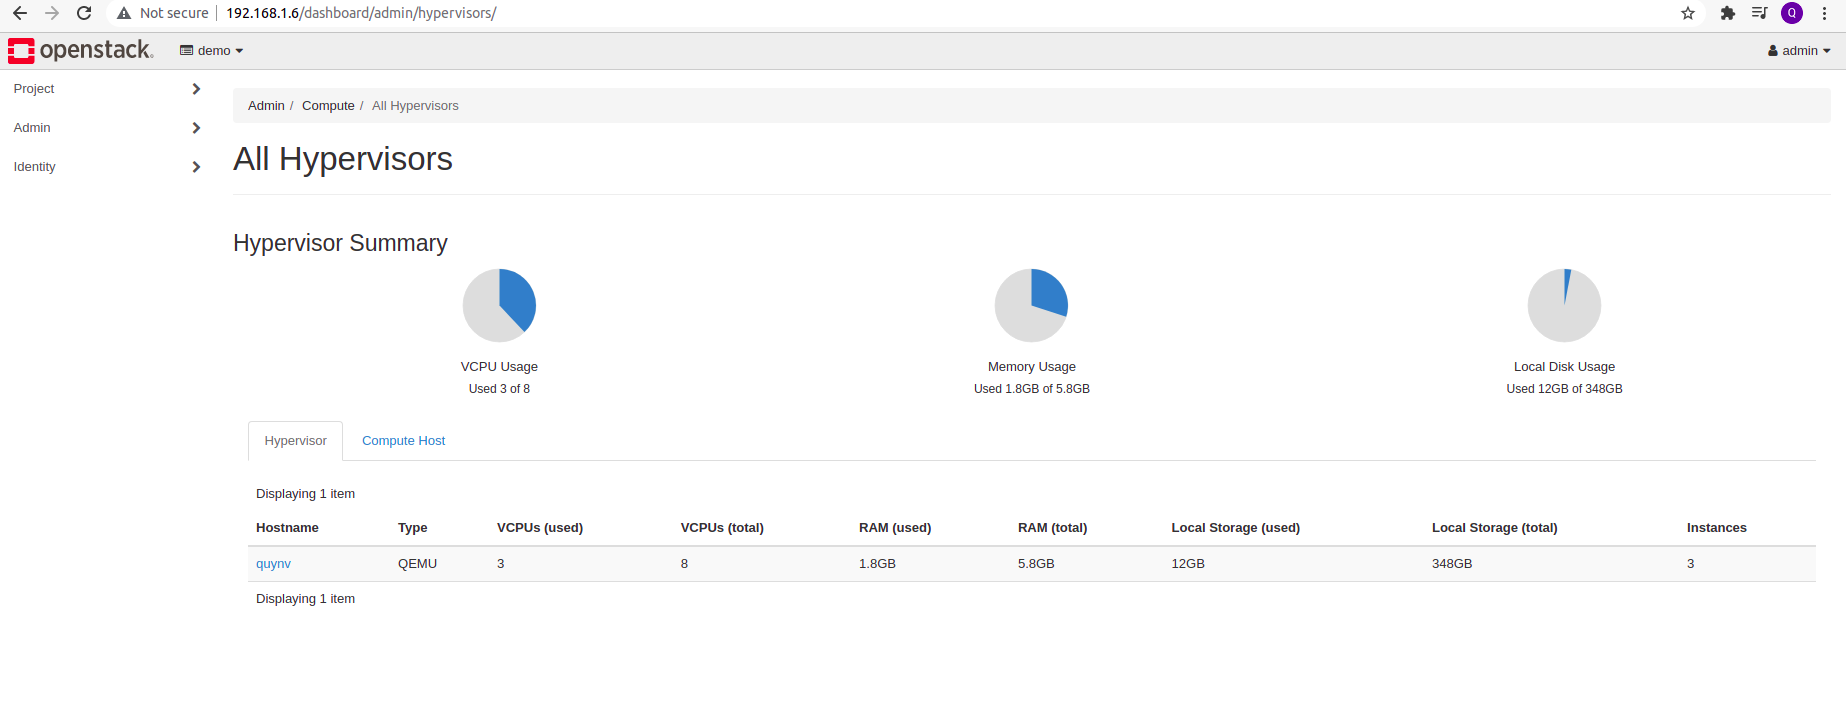 Not secure 192.168.1.6/dashboard/admin/hypervisors/ Q
openstack. demo admin
Project
Admin
Identity
Admin / Compute / All Hypervisors
All Hypervisors
Hypervisor Summary
VCPU Usage Memory Usage Local Disk Usage
Used 3 of 8 Used 1.8GB of 5.8GB Used 12GB of 348GB
Hypervisor Compute Host
Displaying 1 item
Hostname Type VCPUs (used) VCPUs (total) RAM (used) RAM (total) Local Storage (used) Local Storage (total) Instances
quynv QEMU 3 8 1.8GB 5.8GB 12GB 348GB 3
Displaying 1 item